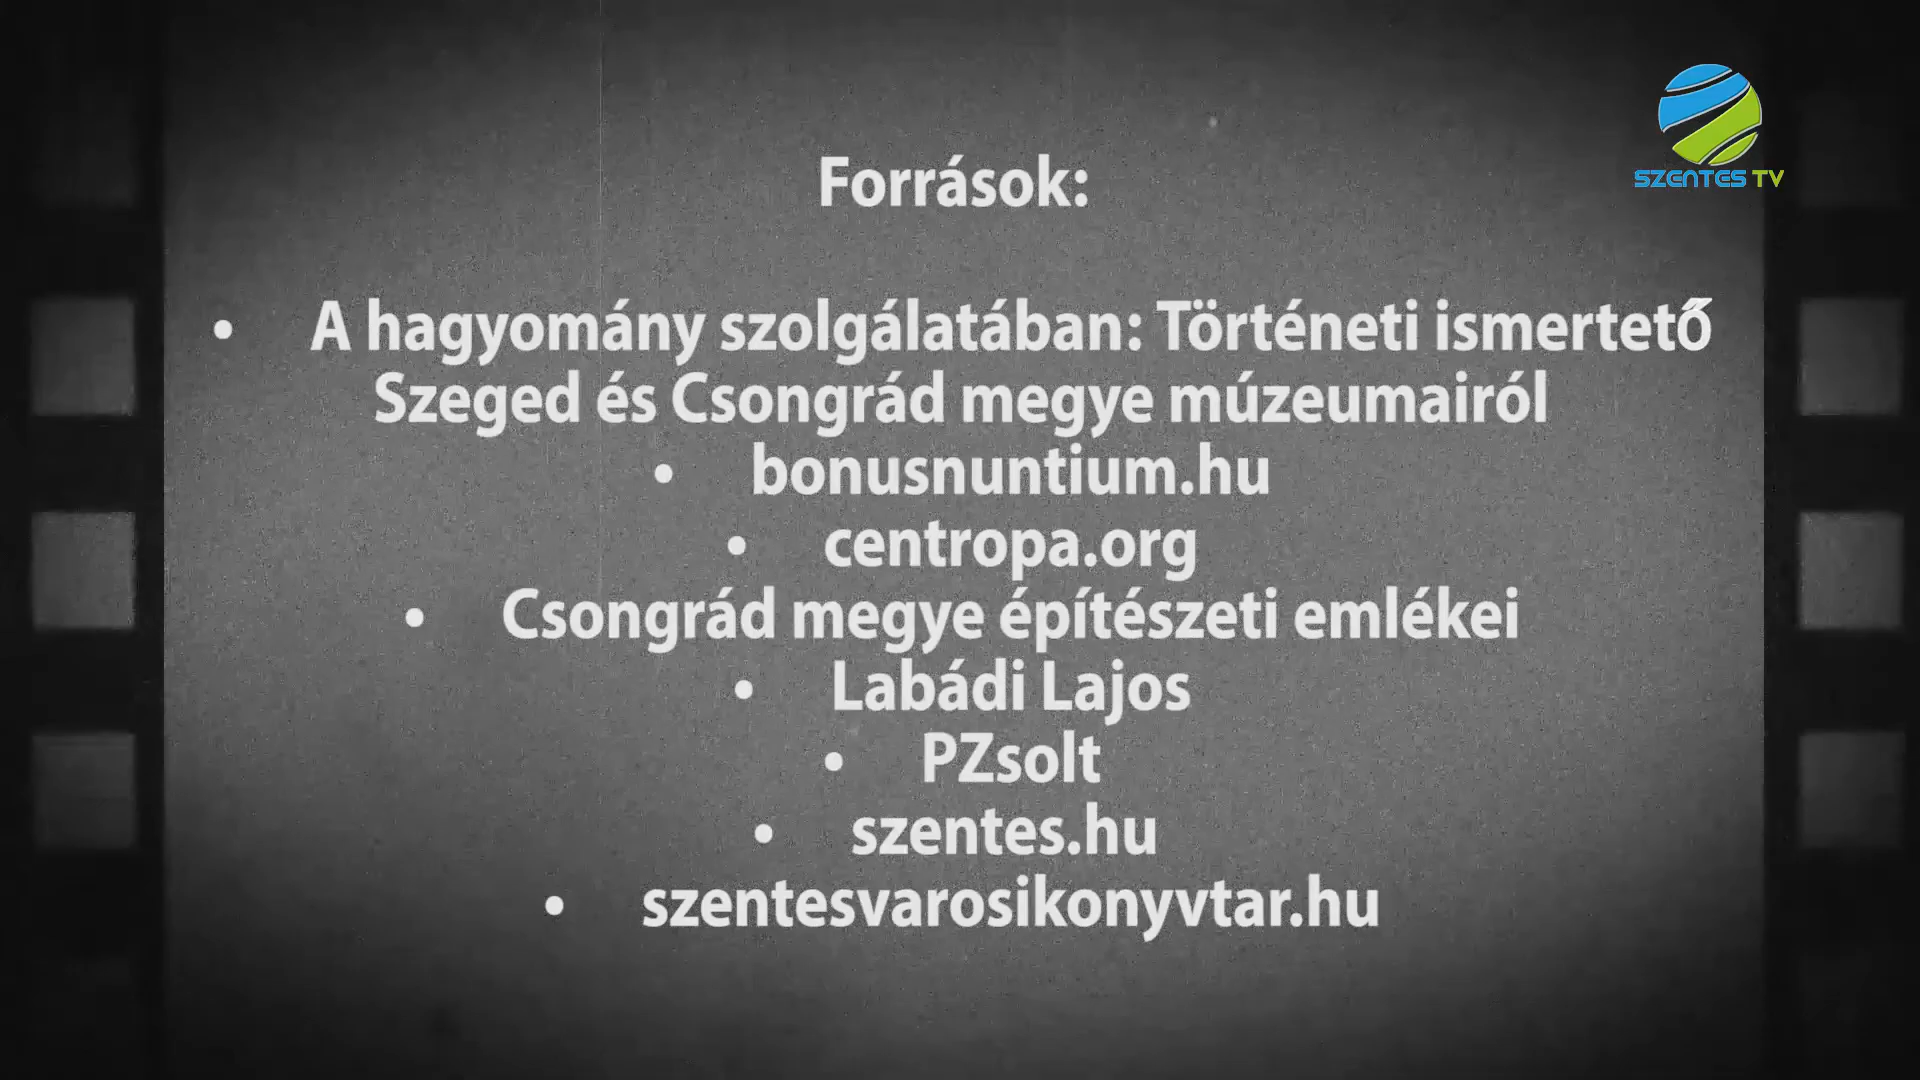 SZENTES TV
Források:
• A hagyomány szolgálatában: Történeti ismertető
Szeged és Csongrád megye múzeumairól
• bonusnuntium.hu
• centropa.org
• Csongrád megye építészeti emlékei
• Labádi Lajos
• PZsolt
• szentes.hu
• szentesvarosikonyvtar.hu